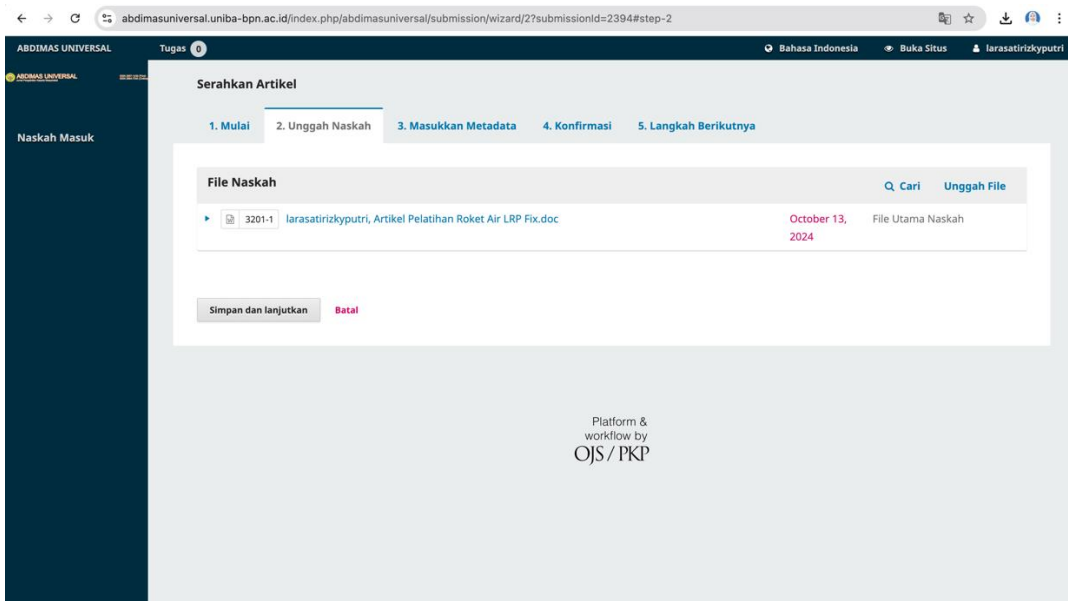 abdimasuniversal.uniba-bpn.ac.id/index.php/abdimasuniversal/submission/wizard/2?submissionId=2394#step-2
ABDIMAS UNIVERSAL Tugas 0 Bahasa Indonesia Buka Situs larasatirizkyputri
ABDIMAS UNIVERSAL
Serahkan Artikel
1. Mulai 2. Unggah Naskah 3. Masukkan Metadata 4. Konfirmasi 5. Langkah Berikutnya
Naskah Masuk
File Naskah Cari Unggah File
3201-1 larasatirizkyputri, Artikel Pelatihan Roket Air LRP Fix.doc October 13, File Utama Naskah
2024
Simpan dan lanjutkan Batal
Platform &
workflow by
OJS / PKP